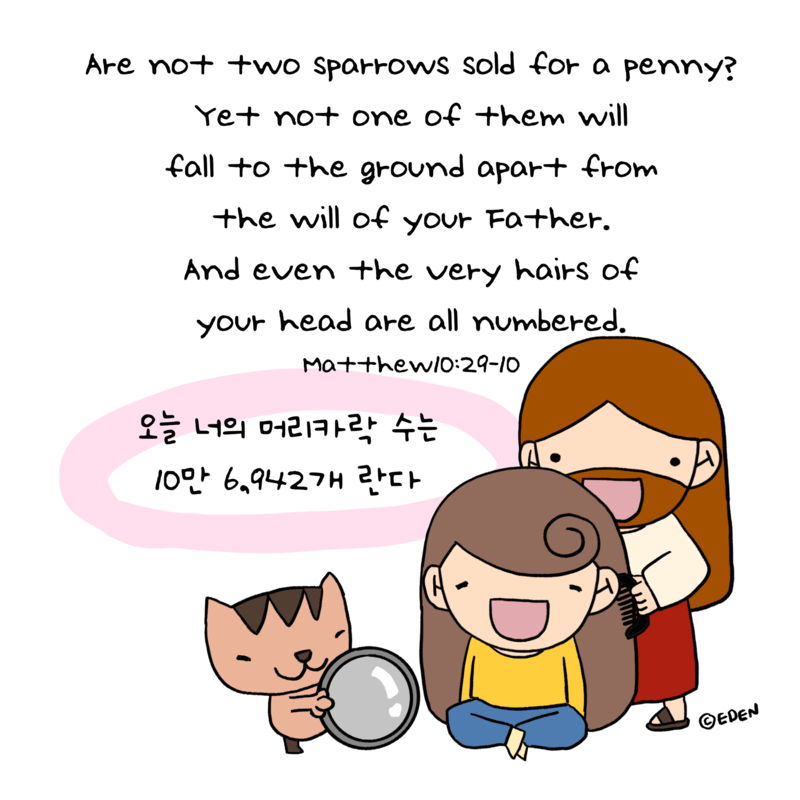 Are not two sparrows sold for a penny?
Yet not one of them will
fall to the ground apart from
the will of your Father.
And even the very hairs of
your head are all numbered.
Matthew10:29-10
오늘 너의 머리카락 수는
10만 6,942개 란다
©EDEN